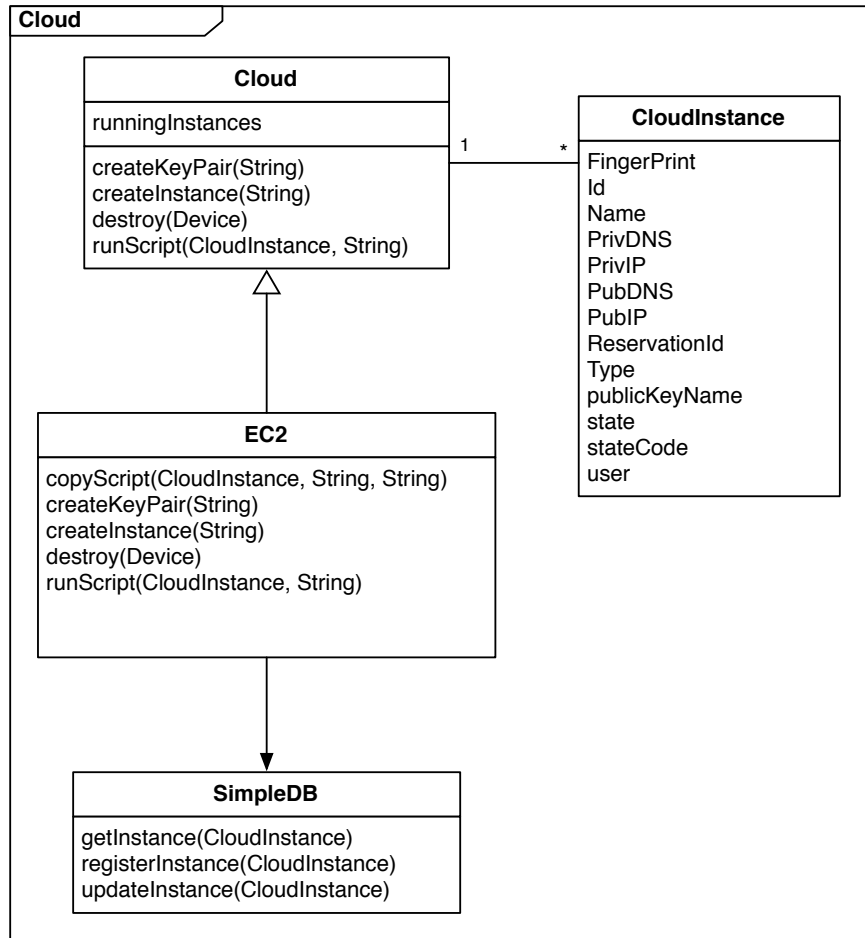 Cloud
Cloud
runningInstances
createKeyPair(String)
createInstance(String)
destroy(Device)
runScript(CloudInstance, String)
1
*
CloudInstance
FingerPrint
Id
Name
PrivDNS
PrivIP
PubDNS
PubIP
ReservationId
Type
publicKeyName
state
stateCode
user
EC2
copyScript(CloudInstance, String, String)
createKeyPair(String)
createInstance(String)
destroy(Device)
runScript(CloudInstance, String)
SimpleDB
getInstance(CloudInstance)
registerInstance(CloudInstance)
updateInstance(CloudInstance)